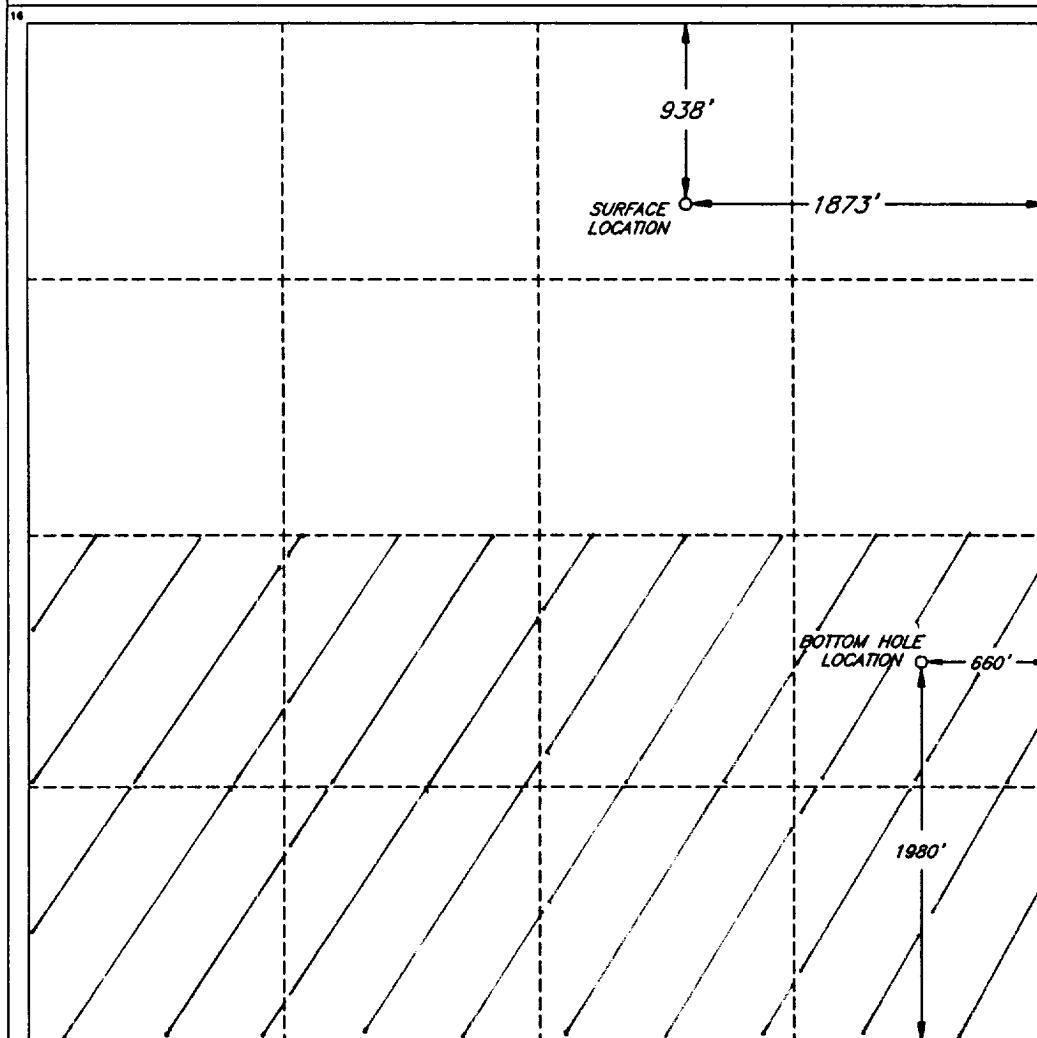 16
938'
SURFACE
LOCATION
1873'
BOTTOM HOLE
LOCATION
660'
1980'